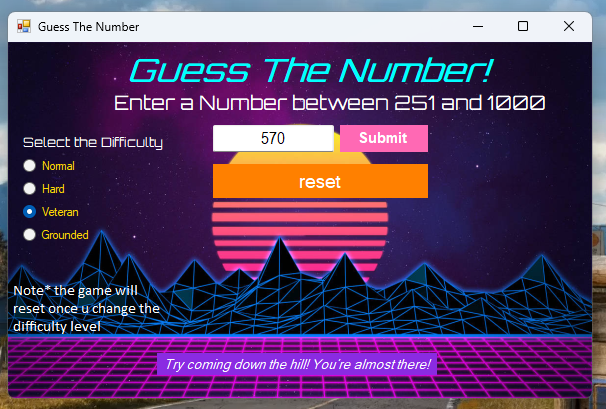 Guess The Number
Guess The Number!
Enter a Number between 251 and 1000
Select the Difficulty
570
Submit
Normal
reset
Hard
Veteran
Grounded
Note* the game will
reset once u change the
difficulty level
Try coming down the hill! You're almost there!